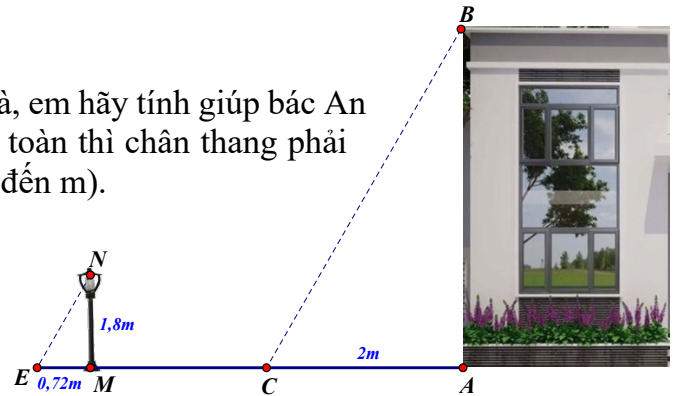 B
à, em hãy tính giúp bác An
toàn thì chân thang phải
đến m).
N
1,8m
2m
E 0,72m M C A